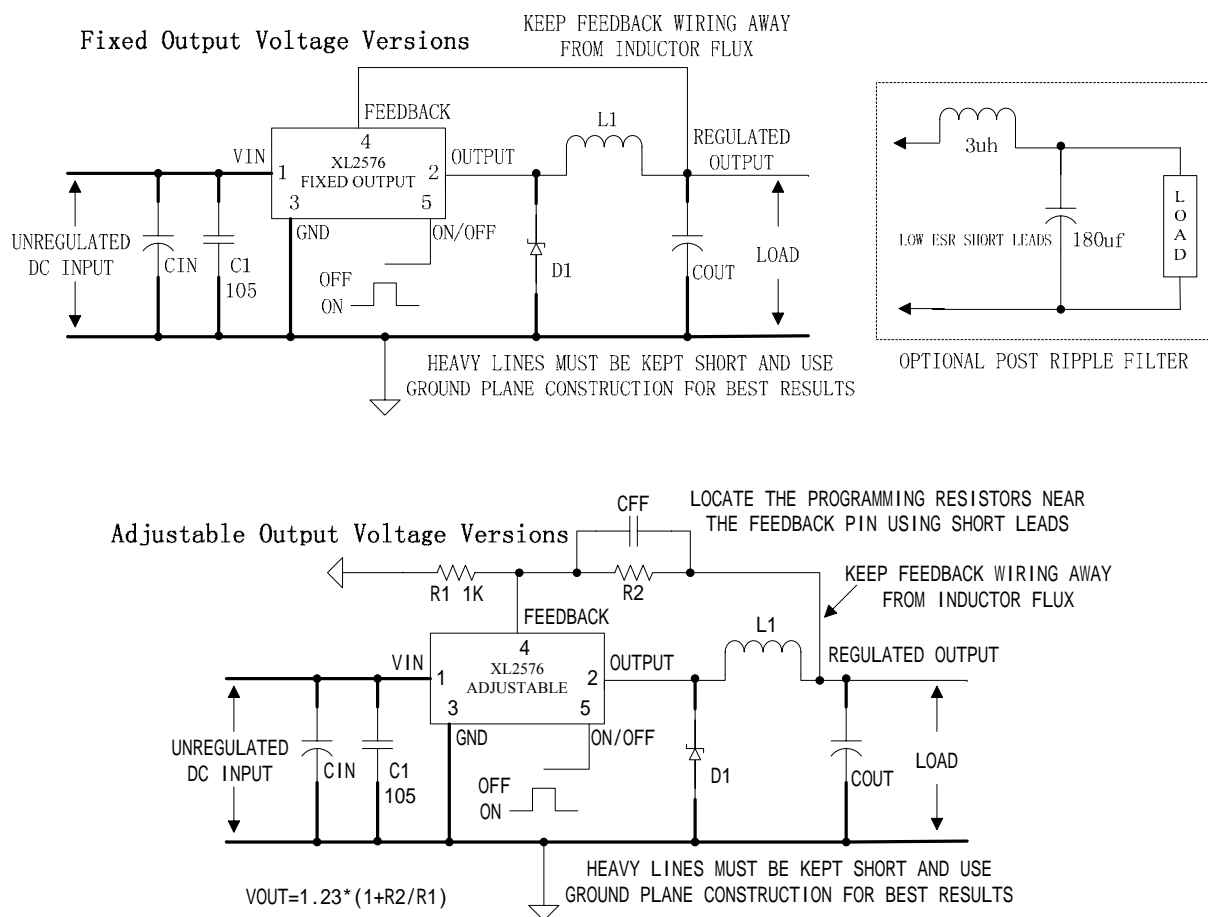 Fixed Output Voltage Versions
KEEP FEEDBACK WIRING AWAY
FROM INDUCTOR FLUX
FEEDBACK
4
XL2576
FIXED OUTPUT
VIN
1
2
OUTPUT
3
5
GND
ON/OFF
L1
REGULATED
OUTPUT
UNREGULATED
DC INPUT
CIN
C1
105
OFF
ON
D1
COUT
LOAD
HEAVY LINES MUST BE KEPT SHORT AND USE
GROUND PLANE CONSTRUCTION FOR BEST RESULTS
3uh
LOW ESR SHORT LEADS
180uf
LOAD
OPTIONAL POST RIPPLE FILTER
Adjustable Output Voltage Versions
CFF
LOCATE THE PROGRAMMING RESISTORS NEAR
THE FEEDBACK PIN USING SHORT LEADS
R1 1K
R2
KEEP FEEDBACK WIRING AWAY
FROM INDUCTOR FLUX
FEEDBACK
4
XL2576
ADJUSTABLE
VIN
1
2
OUTPUT
3
5
GND
ON/OFF
L1
REGULATED OUTPUT
UNREGULATED
DC INPUT
CIN
C1
105
OFF
ON
D1
COUT
LOAD
HEAVY LINES MUST BE KEPT SHORT AND USE
GROUND PLANE CONSTRUCTION FOR BEST RESULTS
VOUT=1.23*(1+R2/R1)